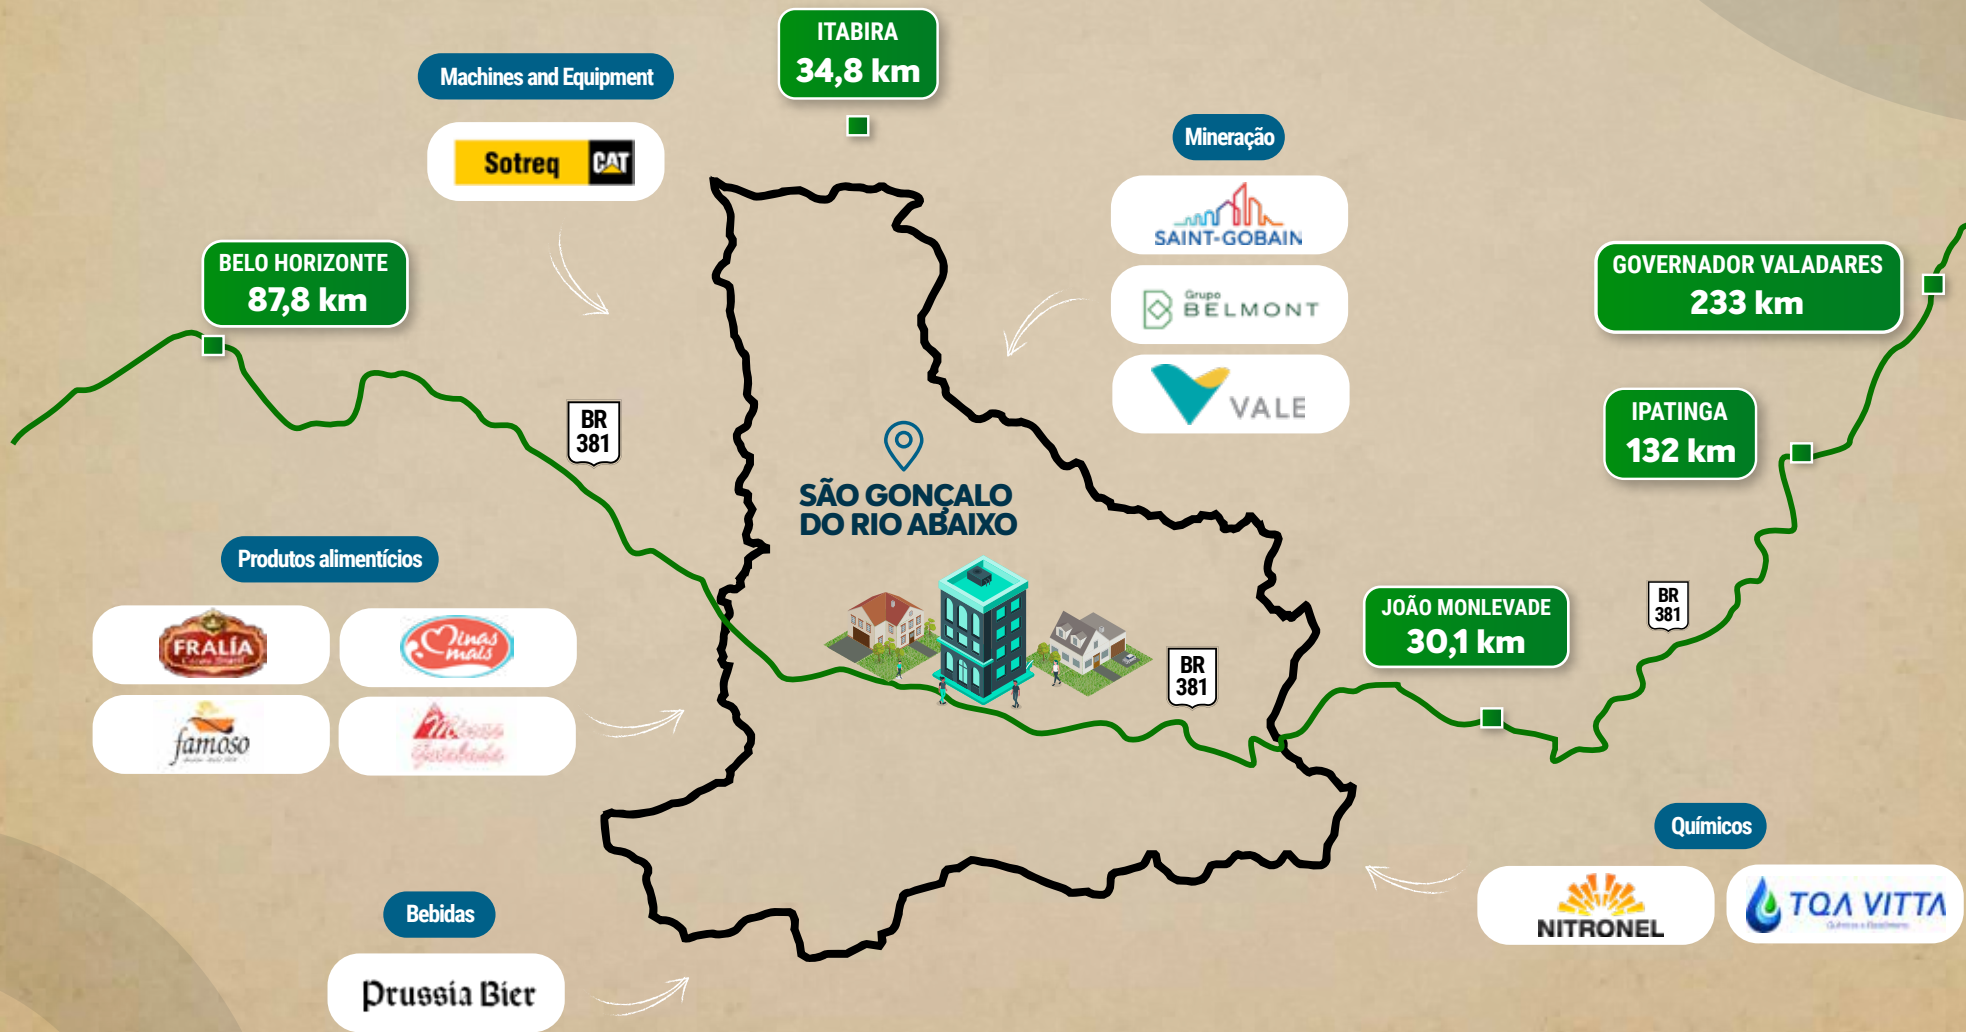 ITABIRA
34,8 km
Machines and Equipment
Sotreq CAT
Mineração
SAINT-GOBAIN
Grupo
BELMONT
VALE
BELO HORIZONTE
87,8 km
GOVERNADOR VALADARES
233 km
IPATINGA
132 km
BR
381
SÃO GONÇALO
DO RIO ABAIXO
Produtos alimentícios
FRALÍA
Minas
mais
famoso
JOÃO MONLEVADE
30,1 km
BR
381
BR
381
Químicos
NITRONEL
TQA VITTA
Bebidas
Prussia Bier